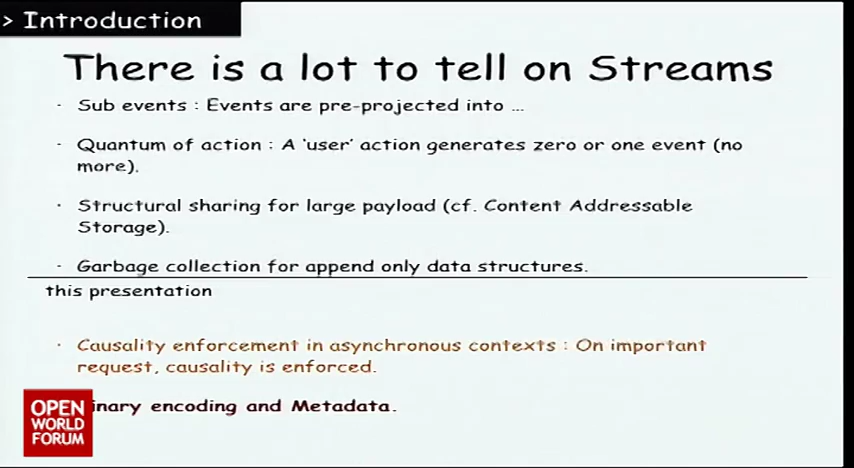 > Introduction
There is a lot to tell on Streams
· Sub events : Events are pre-projected into ...
· Quantum of action : A 'user' action generates zero or one event (no
more).
· Structural sharing for large payload (cf. Content Addressable
Storage).
· Garbage collection for append only data structures.
this presentation
· Causality enforcement in asynchronous contexts : On important
request, causality is enforced.
inary encoding and Metadata.
OPEN
WORLD
FORUM